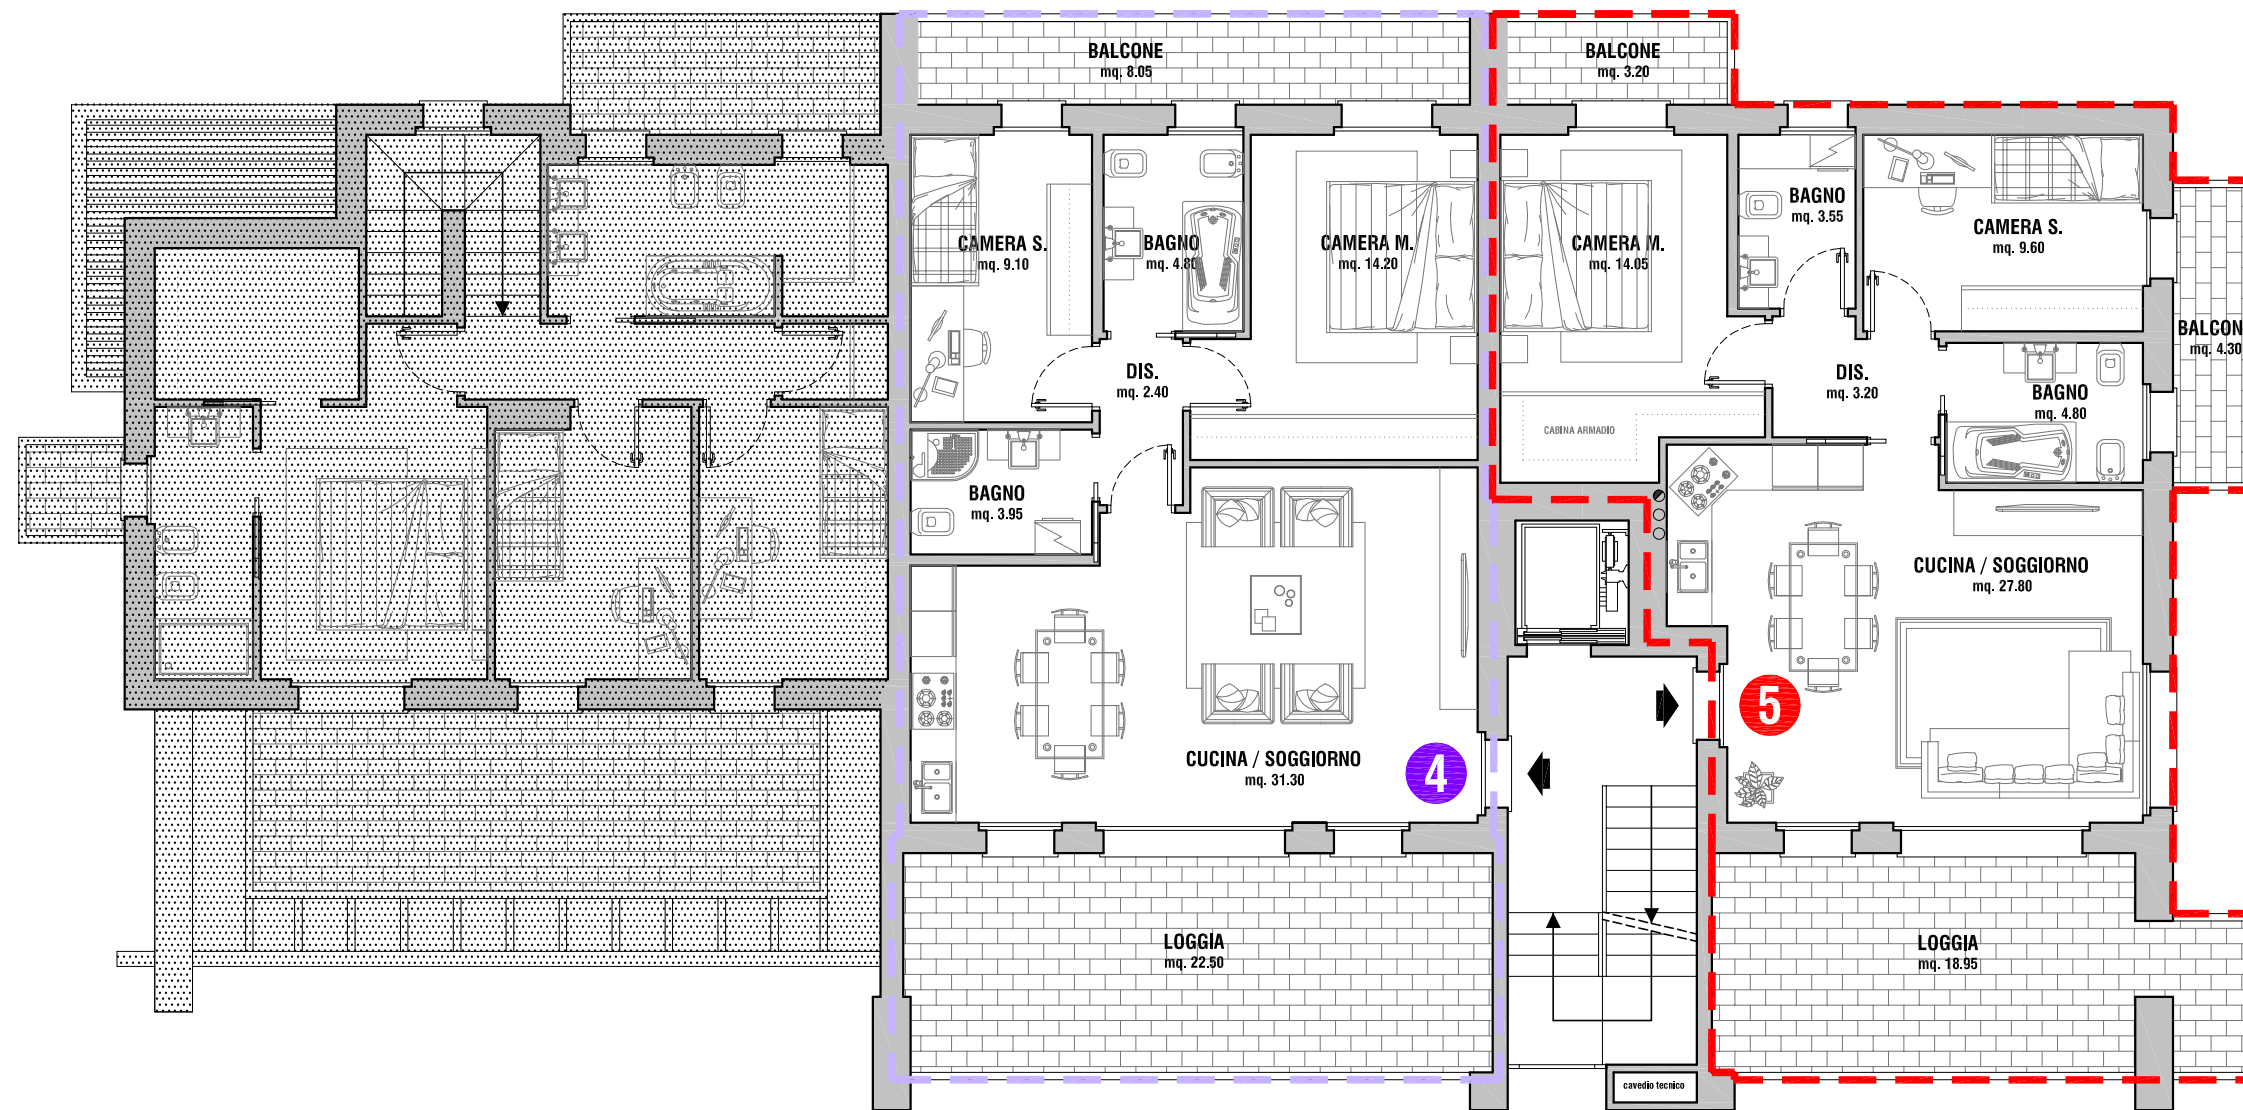 BALCONE
mq. 8.05
BALCONE
mq. 3.20
CAMERA S.
mq. 9.10
BAGNO
mq. 4.80
CAMERA M.
mq. 14.20
CAMERA M.
mq. 14.05
BAGNO
mq. 3.55
CAMERA S.
mq. 9.60
BALCON
mq. 4.30
DIS.
mq. 2.40
DIS.
mq. 3.20
BAGNO
mq. 4.80
CABINA ARMADIO
BAGNO
mq. 3.95
CUCINA / SOGGIORNO
mq. 27.80
5
CUCINA / SOGGIORNO
mq. 31.30
4
LOGGIA
mq. 22.50
LOGGIA
mq. 18.95
cavedio tecnico